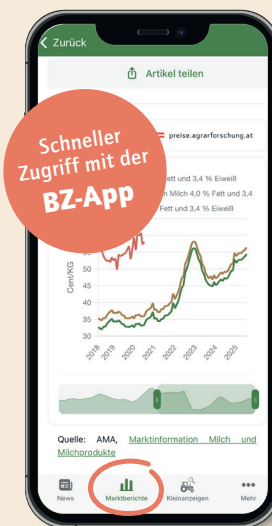 Zurück
Artikel teilen
Schneller
Zugriff mit der
BZ-App
preise.agrarforschung.at
ett und 3,4 % Eiweiß
n Milch 4,0 % Fett und 3,4
Fett und 3,4 % Eiweiß
Cent/KG
50
45
40
35
30
2018
2019
2020
2021
2022
2023
2024
2025
Quelle: AMA, Marktinformation Milch und
Milchprodukte
News
Marktberichte
Kleinanzeigen
Mehr